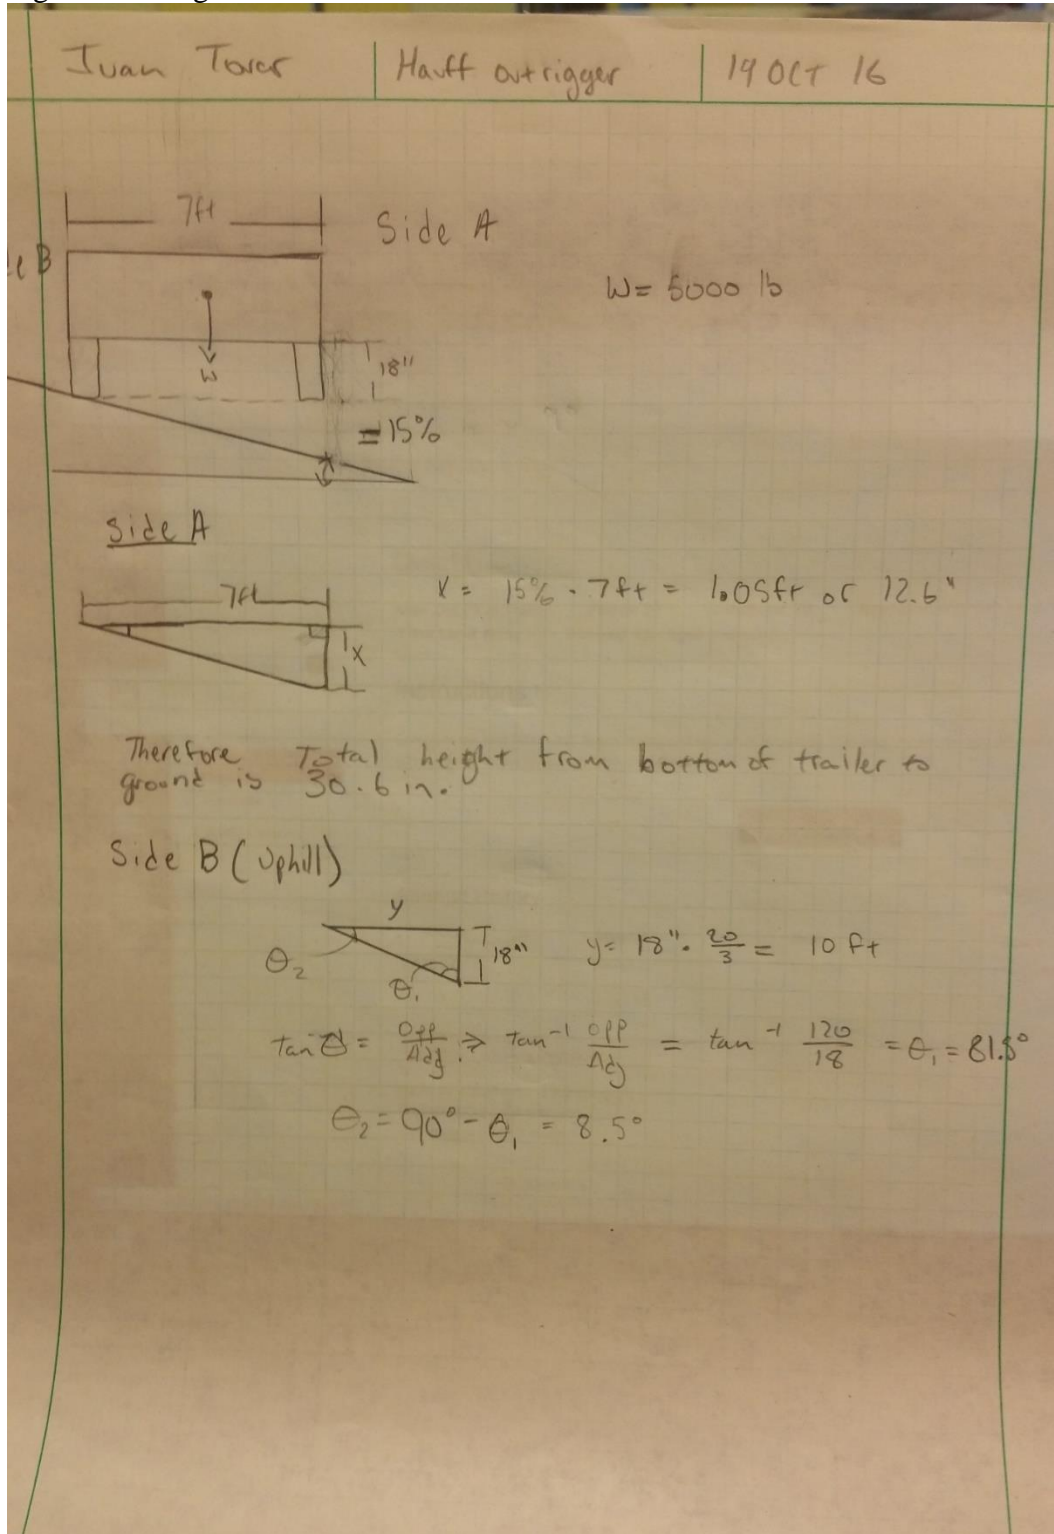 Juan Tovar | Hauff outrigger | 19 OCT 16
7ft
Side A
B
W = 5000 lb
18"
W
= 15%
x
Side A
7ft
x
x = 15% · 7ft = 1.05ft or 12.6"
Therefore Total height from bottom of trailer to
ground is 30.6 in.
Side B (Uphill)
y
18"
θ₂
θ₁
y = 18" · 20/3 = 10 ft
tan θ = Opp/Adj ⇒ tan⁻¹ Opp/Adj = tan⁻¹ 120/18 = θ₁ = 81.5°
θ₂ = 90° - θ₁ = 8.5°